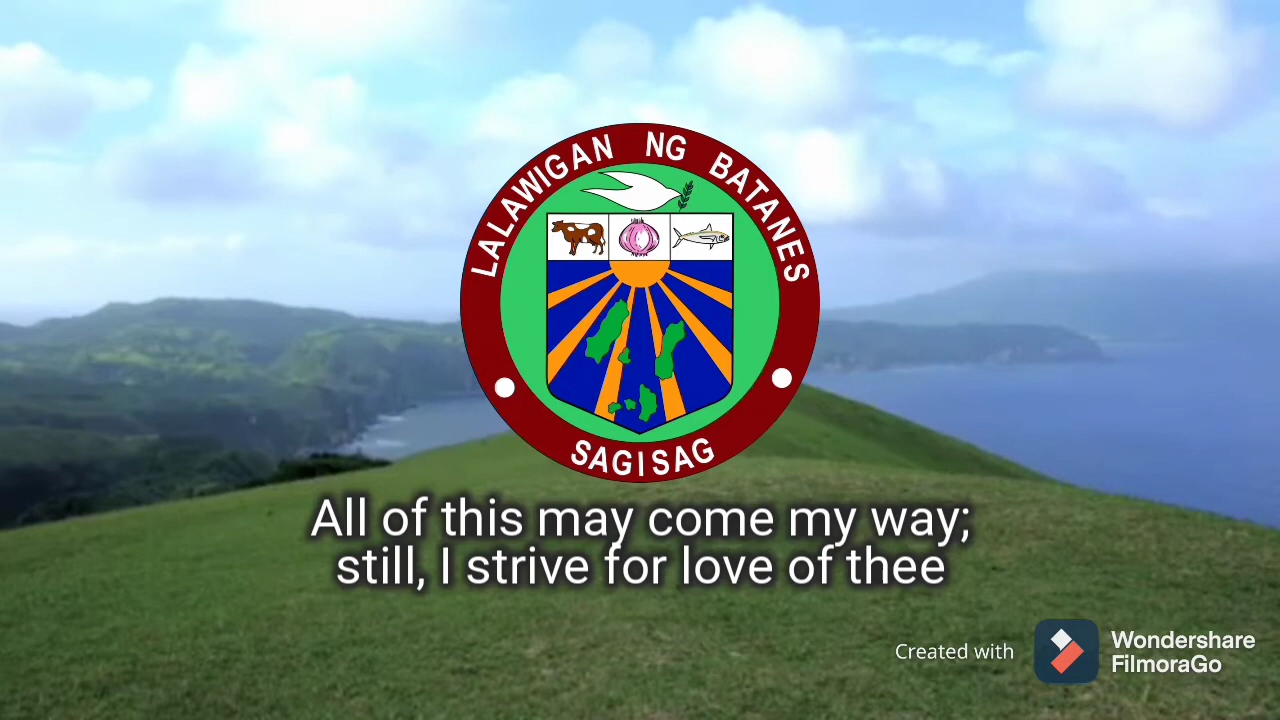 LALAWIGAN NG BATANES
SAGISAG
All of this may come my way;
still, I strive for love of thee
Created with
Wondershare
FilmoraGo